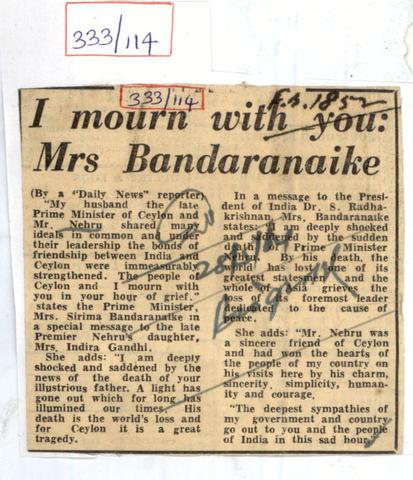 333/114
333/114
I mourn with you:
Mrs Bandaranaike
(By a "Daily News" reporter)
"My husband the late
Prime Minister of Ceylon and
Mr. Nehru shared many
ideals in common and under
their leadership the bonds of
friendship between India and
Ceylon were immeasurably
strengthened. The people of
Ceylon and I mourn with
you in your hour of grief,"
states the Prime Minister,
Mrs. Sirima Bandaranaike in
a special message to the late
Premier Nehru's daughter,
Mrs. Indira Gandhi.
She adds: "I am deeply
shocked and saddened by the
news of the death of your
illustrious father. A light has
gone out which for long has
illumined our times. His
death is the world's loss and
for Ceylon it is a great
tragedy.
In a message to the Presi-
dent of India Dr. S. Radha-
krishnan, Mrs. Bandaranaike
states: "I am deeply shocked
and saddened by the sudden
death of Prime Minister
Nehru. By his death, the
world has lost one of its
greatest statesmen and the
whole of Asia grieves the
loss of its foremost leader
dedicated to the cause of
peace.
She adds: "Mr. Nehru was
a sincere friend of Ceylon
and had won the hearts of
the people of my country on
his visits here by his charm,
sincerity, simplicity, human-
ity and courage.
"The deepest sympathies of
my government and country
go out to you and the people
of India in this sad hour."